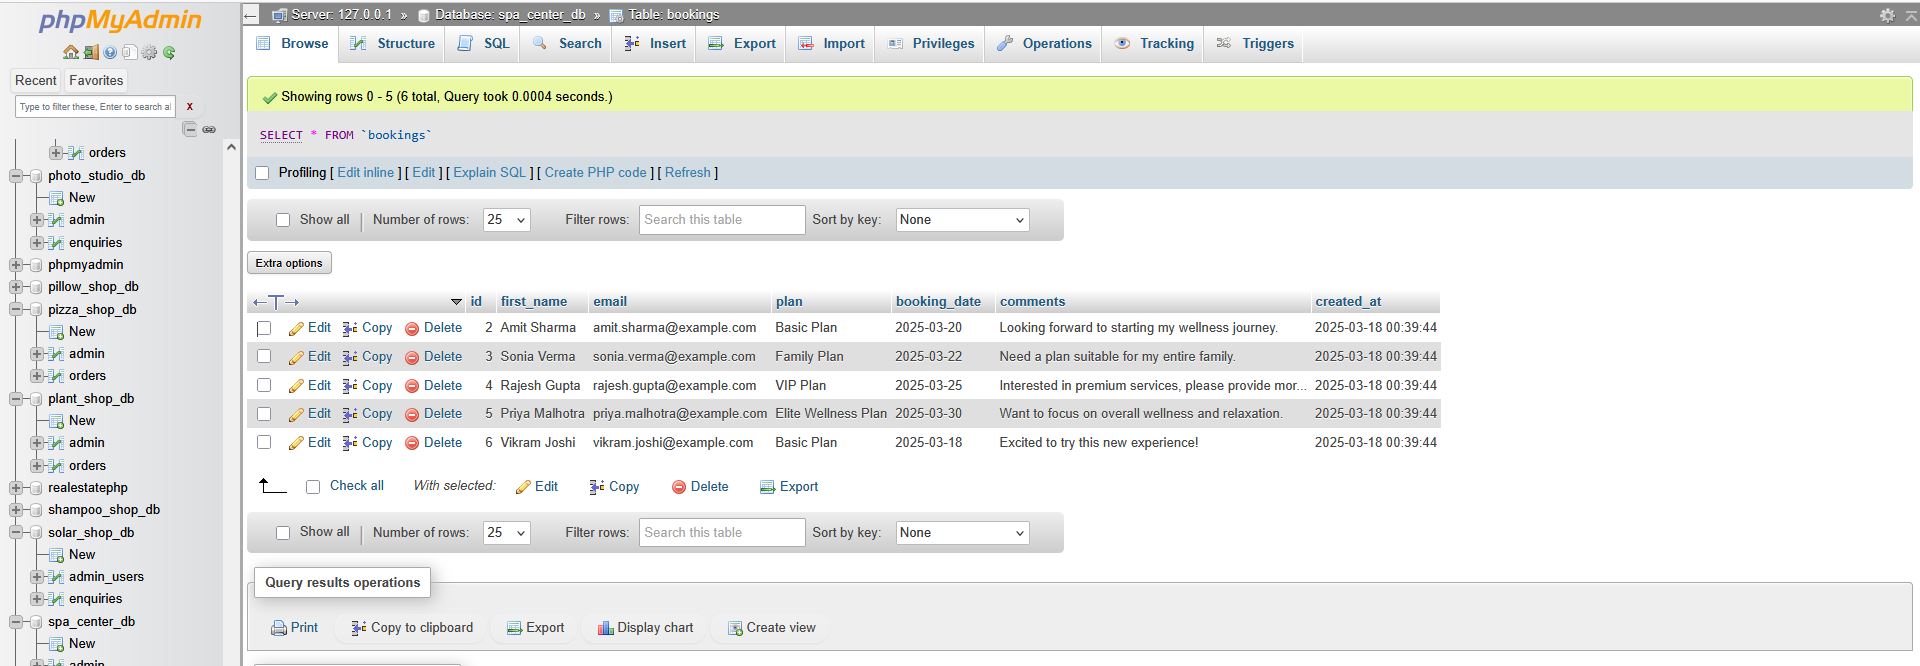 phpMyAdmin
Recent Favorites
Type to filter these, Enter to search al X
orders
photo_studio_db
New
admin
enquiries
phpmyadmin
pillow_shop_db
pizza_shop_db
New
admin
orders
plant_shop_db
New
admin
orders
realestatephp
shampoo_shop_db
solar_shop_db
New
admin_users
enquiries
spa_center_db
New
admin
Server: 127.0.0.1 » Database: spa_center_db » Table: bookings
Browse Structure SQL Search Insert Export Import Privileges Operations Tracking Triggers
Showing rows 0 - 5 (6 total, Query took 0.0004 seconds.)
SELECT * FROM `bookings`
Profiling [ Edit inline ] [ Edit ] [ Explain SQL ] [ Create PHP code ] [ Refresh ]
Show all | Number of rows: 25 Filter rows: Search this table Sort by key: None
Extra options
←T→ id first_name email plan booking_date comments created_at
Edit Copy Delete 2 Amit Sharma amit.sharma@example.com Basic Plan 2025-03-20 Looking forward to starting my wellness journey. 2025-03-18 00:39:44
Edit Copy Delete 3 Sonia Verma sonia.verma@example.com Family Plan 2025-03-22 Need a plan suitable for my entire family. 2025-03-18 00:39:44
Edit Copy Delete 4 Rajesh Gupta rajesh.gupta@example.com VIP Plan 2025-03-25 Interested in premium services, please provide mor... 2025-03-18 00:39:44
Edit Copy Delete 5 Priya Malhotra priya.malhotra@example.com Elite Wellness Plan 2025-03-30 Want to focus on overall wellness and relaxation. 2025-03-18 00:39:44
Edit Copy Delete 6 Vikram Joshi vikram.joshi@example.com Basic Plan 2025-03-18 Excited to try this new experience! 2025-03-18 00:39:44
Check all With selected: Edit Copy Delete Export
Show all | Number of rows: 25 Filter rows: Search this table Sort by key: None
Query results operations
Print Copy to clipboard Export Display chart Create view